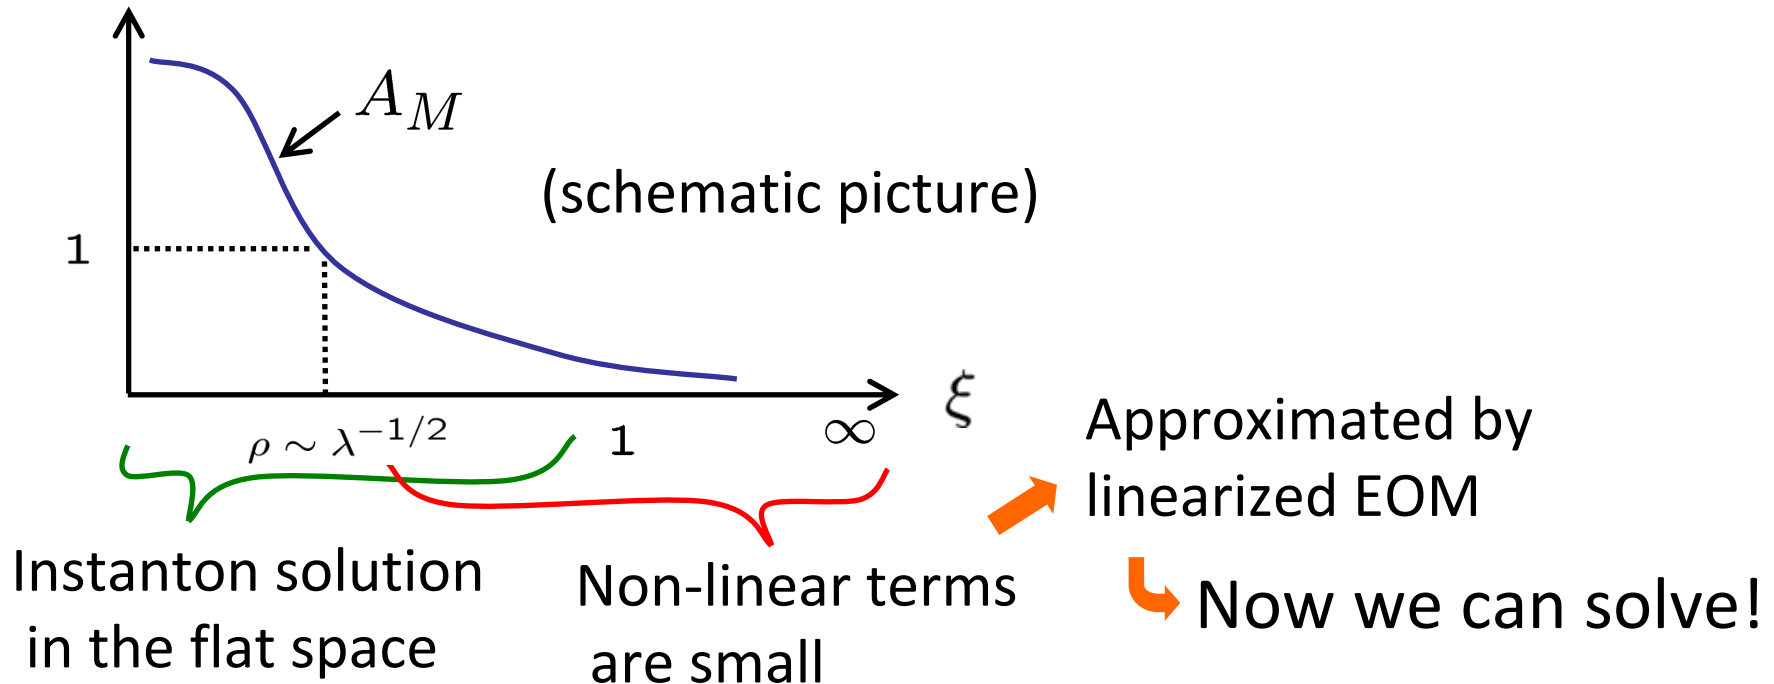 A_M
(schematic picture)
1
ξ
ρ ∼ λ^{−1/2}
1
∞
Approximated by
linearized EOM
Instanton solution
in the flat space
Non-linear terms
are small
Now we can solve!